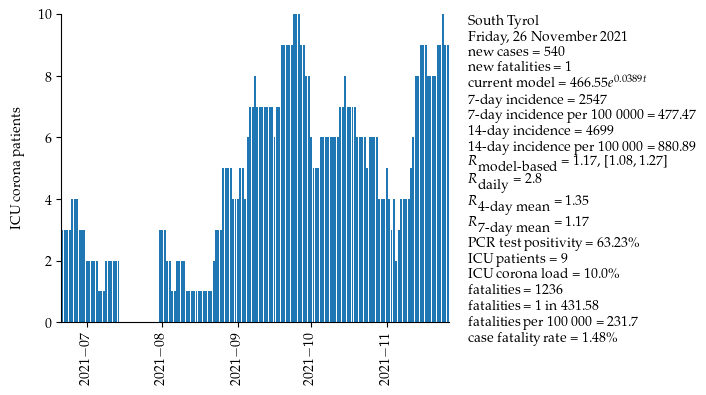 South Tyrol
Friday, 26 November 2021
new cases = 540
new fatalities = 1
current model = 466.55e^0.0389t
7-day incidence = 2547
7-day incidence per 100 0000 = 477.47
14-day incidence = 4699
14-day incidence per 100 000 = 880.89
R model-based = 1.17, [1.08, 1.27]
R daily = 2.8
R 4-day mean = 1.35
R 7-day mean = 1.17
PCR test positivity = 63.23%
ICU patients = 9
ICU corona load = 10.0%
fatalities = 1236
fatalities = 1 in 431.58
fatalities per 100 000 = 231.7
case fatality rate = 1.48%
ICU corona patients
10
8
6
4
2
0
2021−07
2021−08
2021−09
2021−10
2021−11